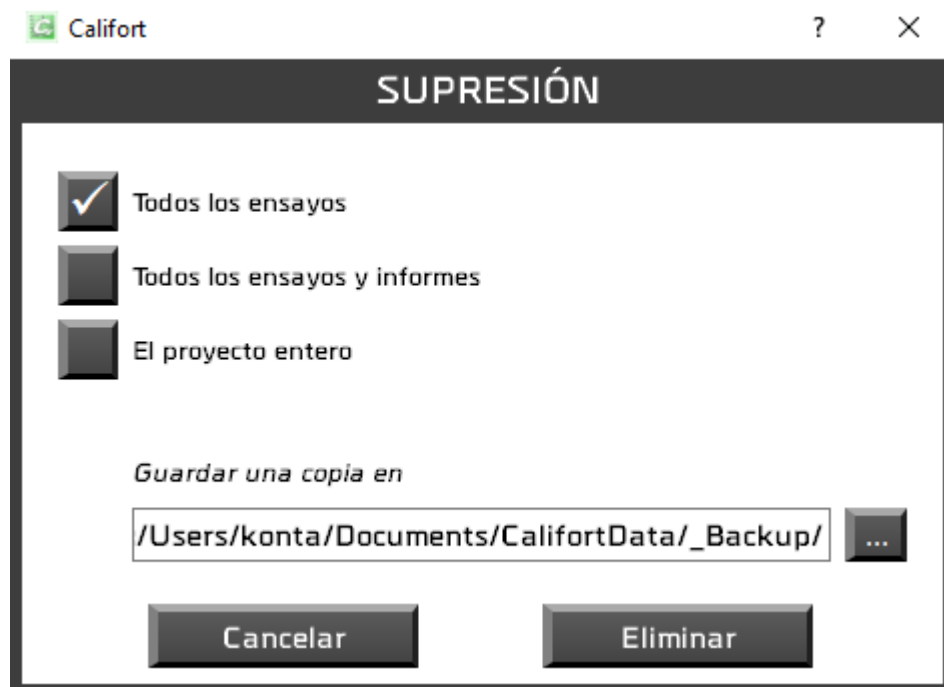 Califort
?
SUPRESIÓN
Todos los ensayos
Todos los ensayos y informes
El proyecto entero
Guardar una copia en
/Users/konta/Documents/CalifortData/_Backup/
...
Cancelar
Eliminar